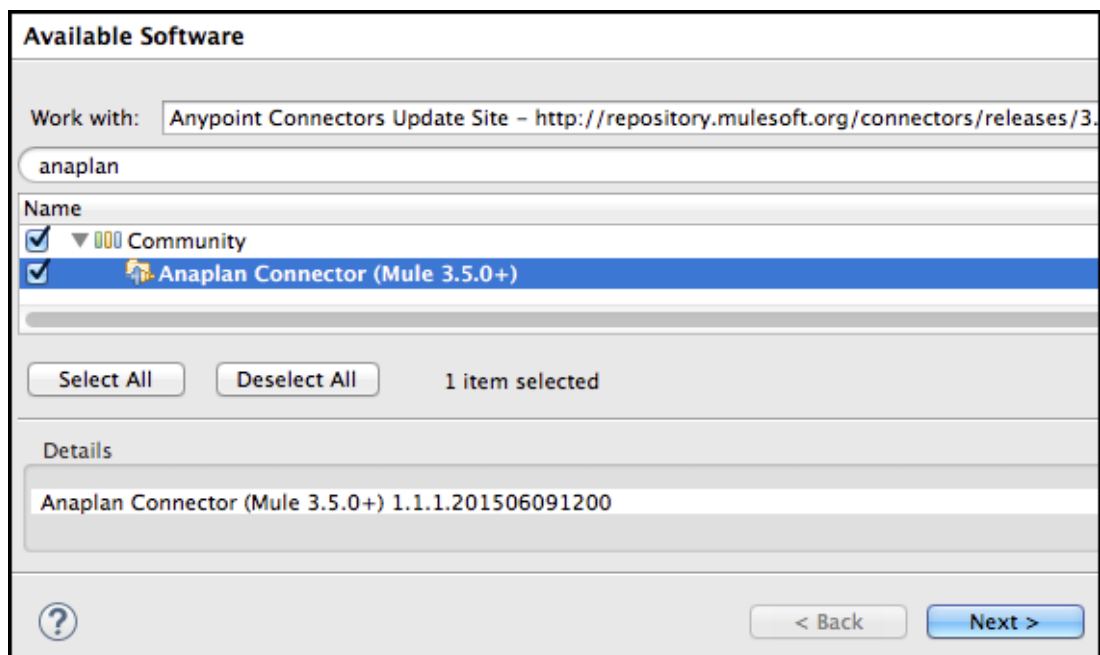 Available Software
Work with: Anypoint Connectors Update Site – http://repository.mulesoft.org/connectors/releases/3.
anaplan
Name
Community
Anaplan Connector (Mule 3.5.0+)
Select All Deselect All 1 item selected
Details
Anaplan Connector (Mule 3.5.0+) 1.1.1.201506091200
? < Back Next >